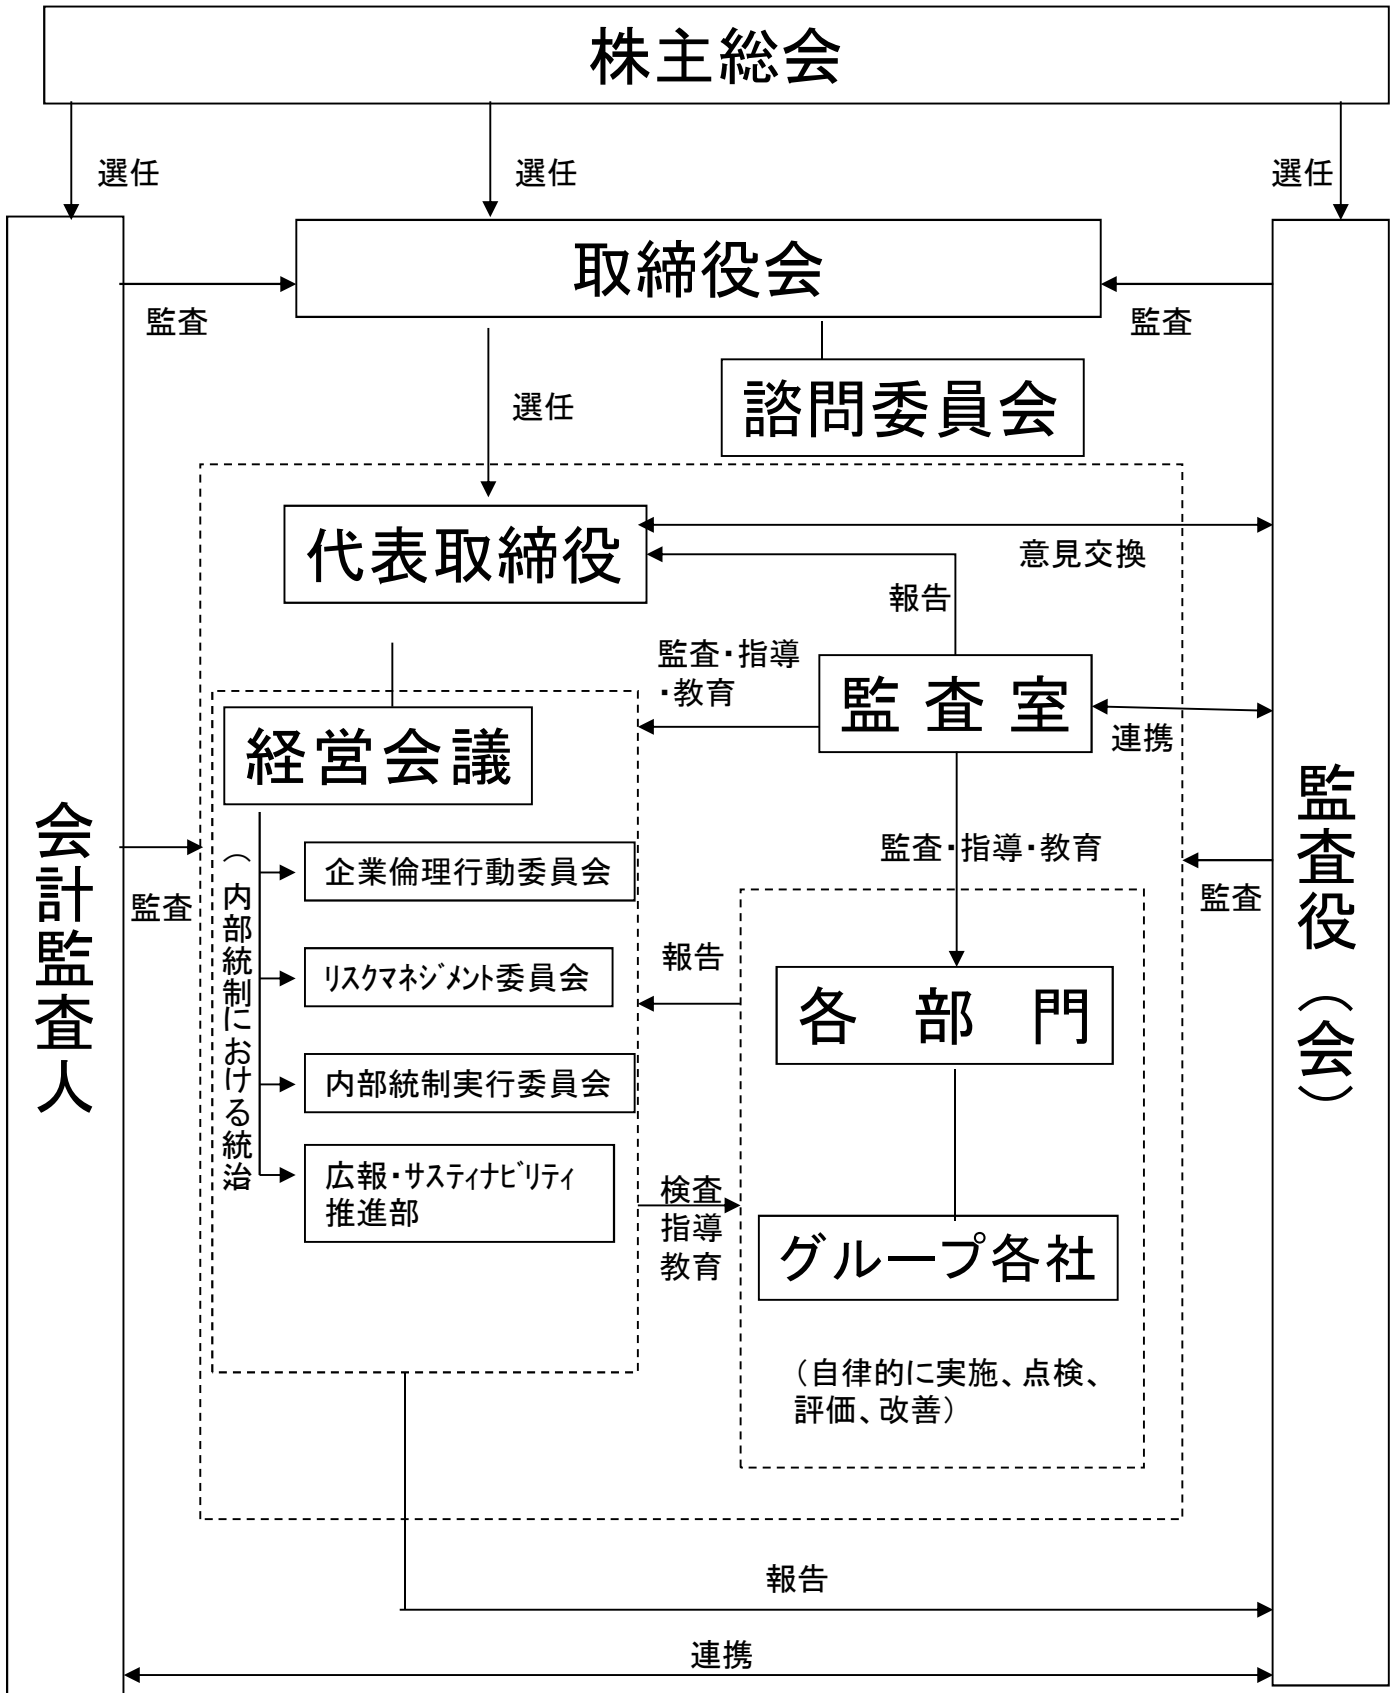 株主総会
選任
選任
選任
取締役会
監査
監査
諮問委員会
選任
代表取締役
意見交換
報告
監査・指導
・教育
監 査 室
連携
経営会議
会計監査人
監査役（会）
監査・指導・教育
監査
監査
（内部統制における統治
企業倫理行動委員会
報告
ﾘｽｸﾏﾈｼﾞﾒﾝﾄ委員会
各 部 門
内部統制実行委員会
広報・ｻｽﾃｨﾅﾋﾞﾘﾃｨ
推進部
検査
指導
教育
グループ各社
（自律的に実施、点検、
評価、改善）
報告
連携